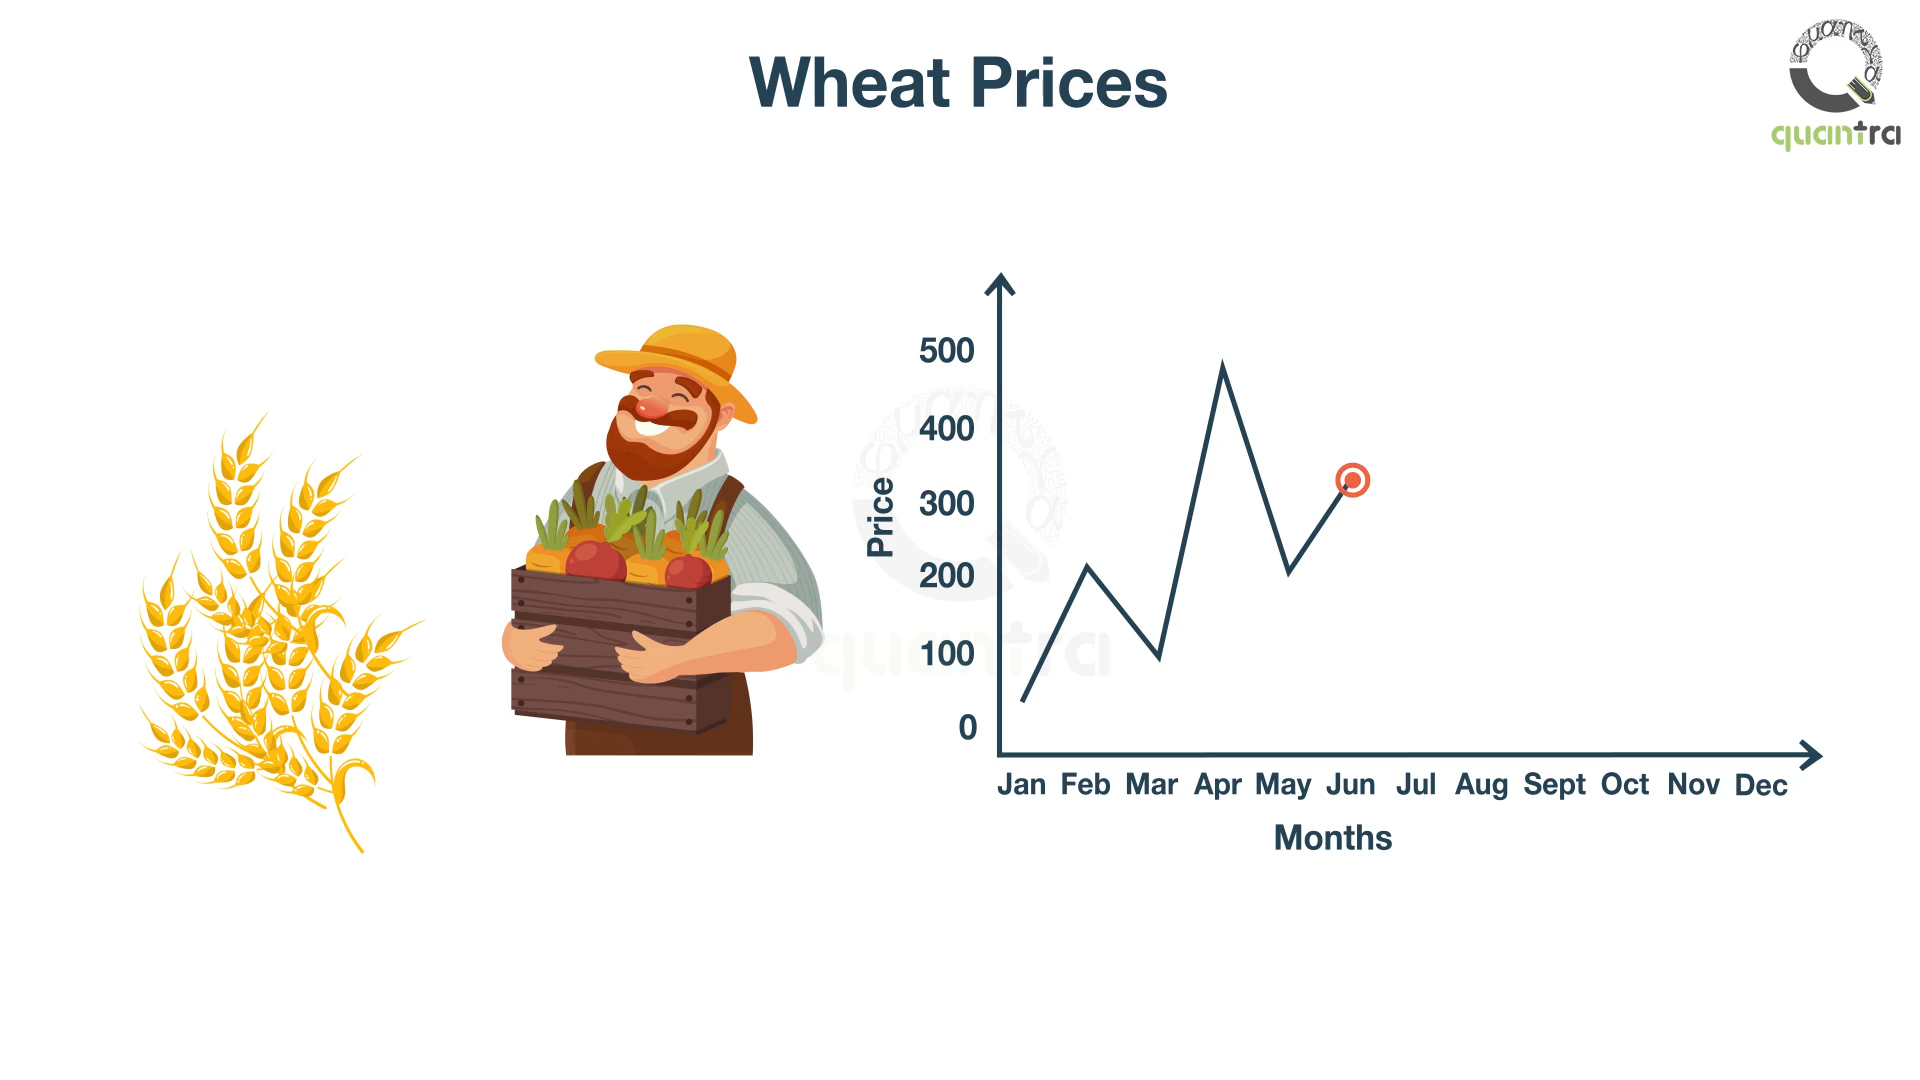 Wheat Prices
quantra
500
400
300
200
100
0
Price
quantra
Jan Feb Mar Apr May Jun Jul Aug Sept Oct Nov Dec
Months